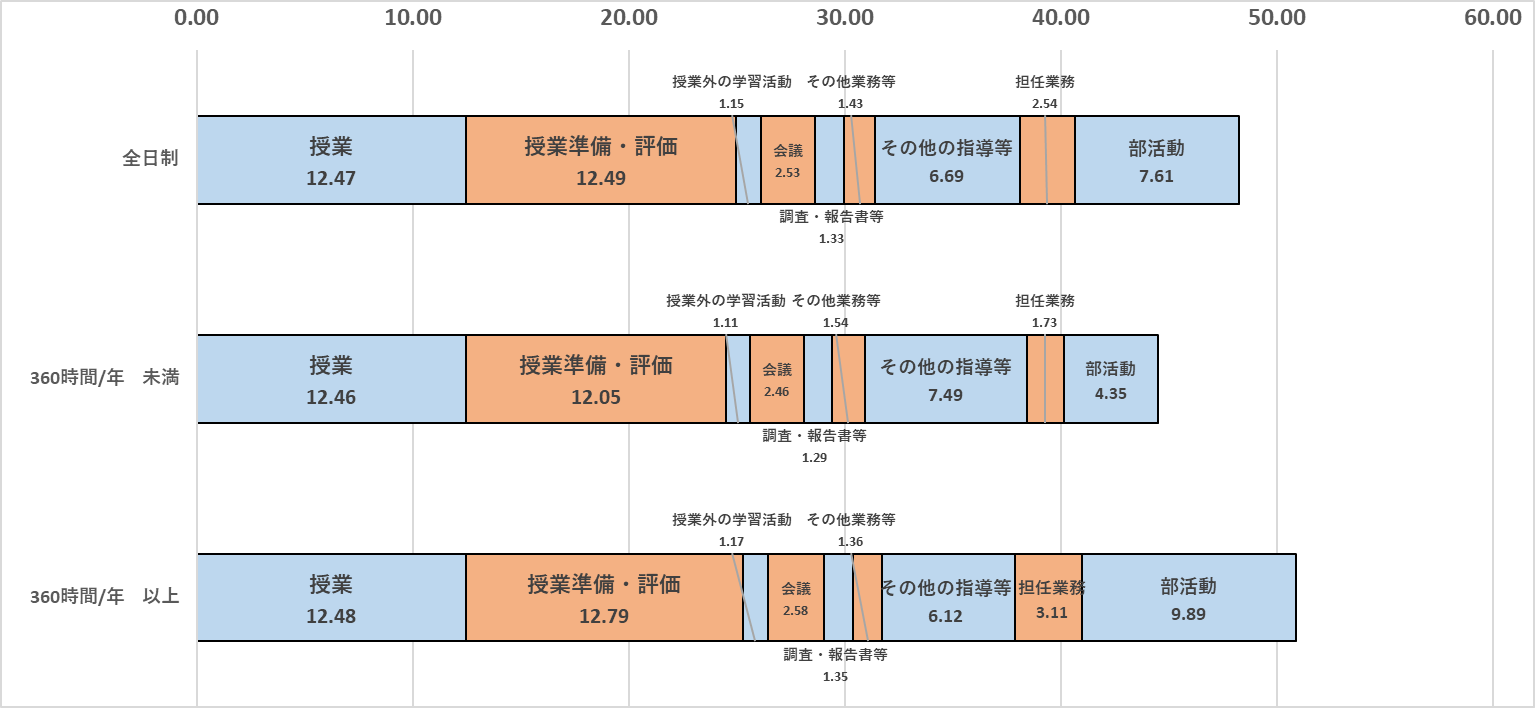 0.00 10.00 20.00 30.00 40.00 50.00 60.00
授業外の学習活動 その他業務等 担任業務
1.15 1.43 2.54
全日制
授業 授業準備・評価 会議 その他の指導等 部活動
12.47 12.49 2.53 6.69 7.61
調査・報告書等
1.33
授業外の学習活動 その他業務等 担任業務
1.11 1.54 1.73
360時間/年　未満
授業 授業準備・評価 会議 その他の指導等 部活動
12.46 12.05 2.46 7.49 4.35
調査・報告書等
1.29
授業外の学習活動 その他業務等
1.17 1.36
360時間/年　以上
授業 授業準備・評価 会議 その他の指導等 担任業務 部活動
12.48 12.79 2.58 6.12 3.11 9.89
調査・報告書等
1.35